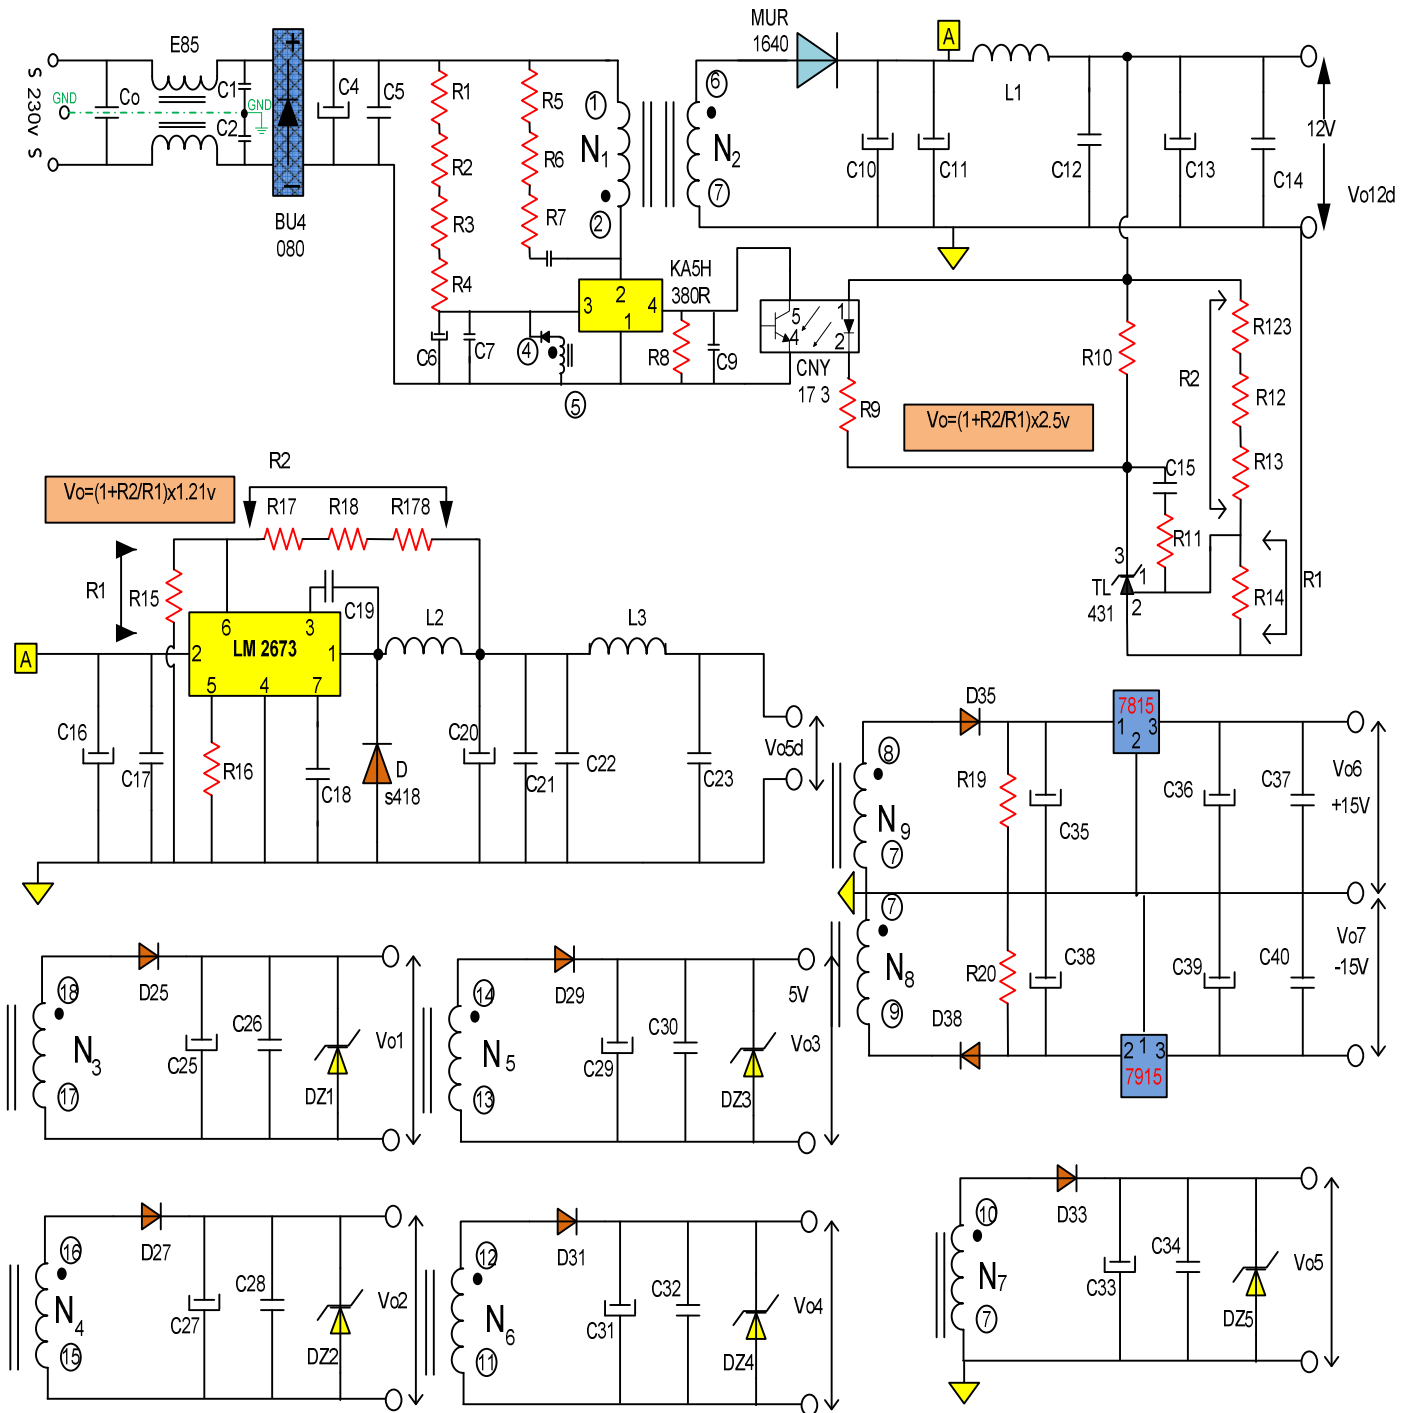 E85
S 230v S
GND
Co
C1
GND
C2
BU4
080
C4
C5
R1
R2
R3
R4
R5
R6
R7
1
N1
2
6
N2
7
MUR
1640
A
L1
C10
C11
C12
C13
C14
12V
Vo12d
KA5H
380R
3
2
4
1
C6
C7
4
5
R8
C9
5
4
1
2
CNY
17 3
R9
R10
R2
R123
R12
R13
Vo=(1+R2/R1)x2.5v
C15
R11
3
1
2
TL
431
R14
R1
Vo=(1+R2/R1)x1.21v
R2
R17
R18
R178
R1
R15
C19
6
3
LM 2673
2
1
5
4
7
A
L2
L3
C16
C17
R16
C18
D
s418
C20
C21
C22
C23
Vo5d
D35
7815
1
3
2
8
N9
7
R19
C35
C36
C37
Vo6
+15V
7
N8
9
R20
C38
C39
C40
Vo7
-15V
D38
2
1
3
7915
18
N3
17
D25
C25
C26
DZ1
Vo1
14
N5
13
D29
C29
C30
DZ3
5V
Vo3
16
N4
15
D27
C27
C28
DZ2
Vo2
12
N6
11
D31
C31
C32
DZ4
Vo4
10
N7
7
D33
C33
C34
DZ5
Vo5